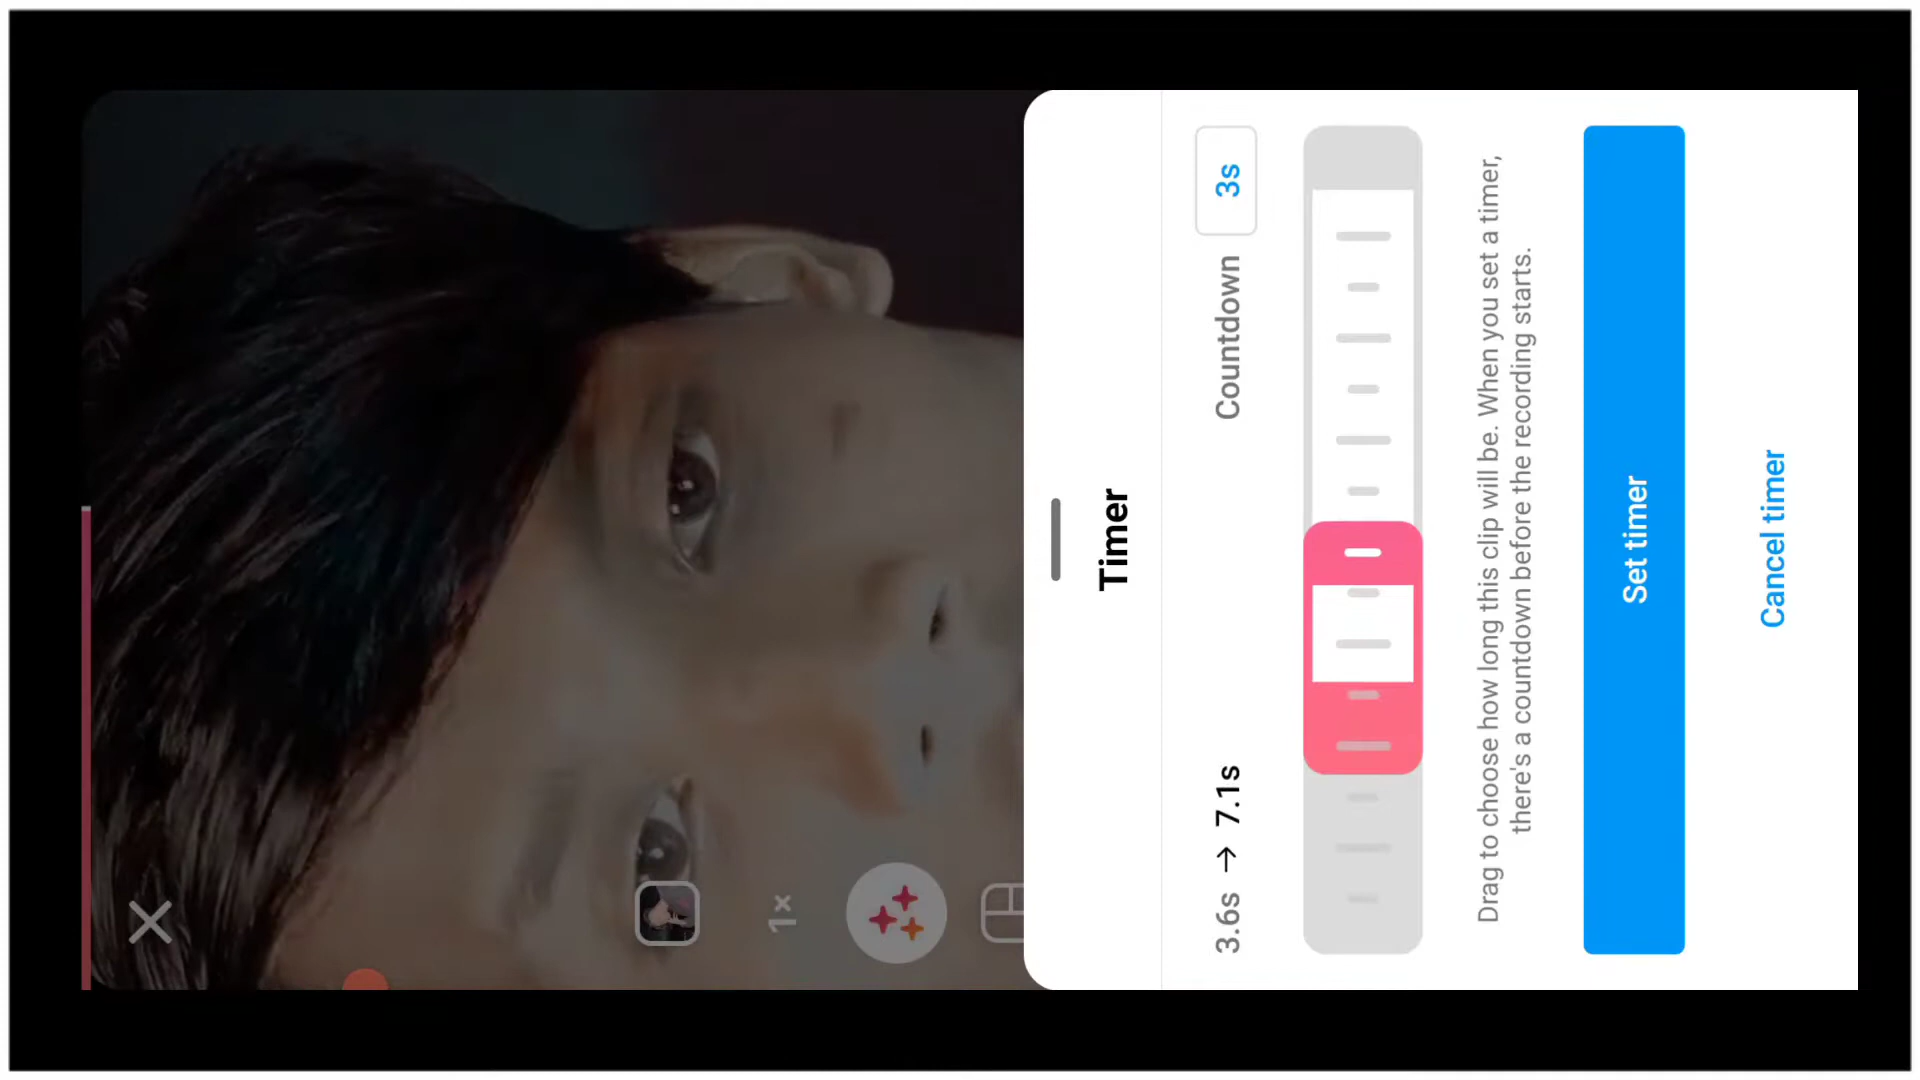 1×
Timer
3.6s → 7.1s
Countdown
3s
Drag to choose how long this clip will be. When you set a timer,
there's a countdown before the recording starts.
Set timer
Cancel timer